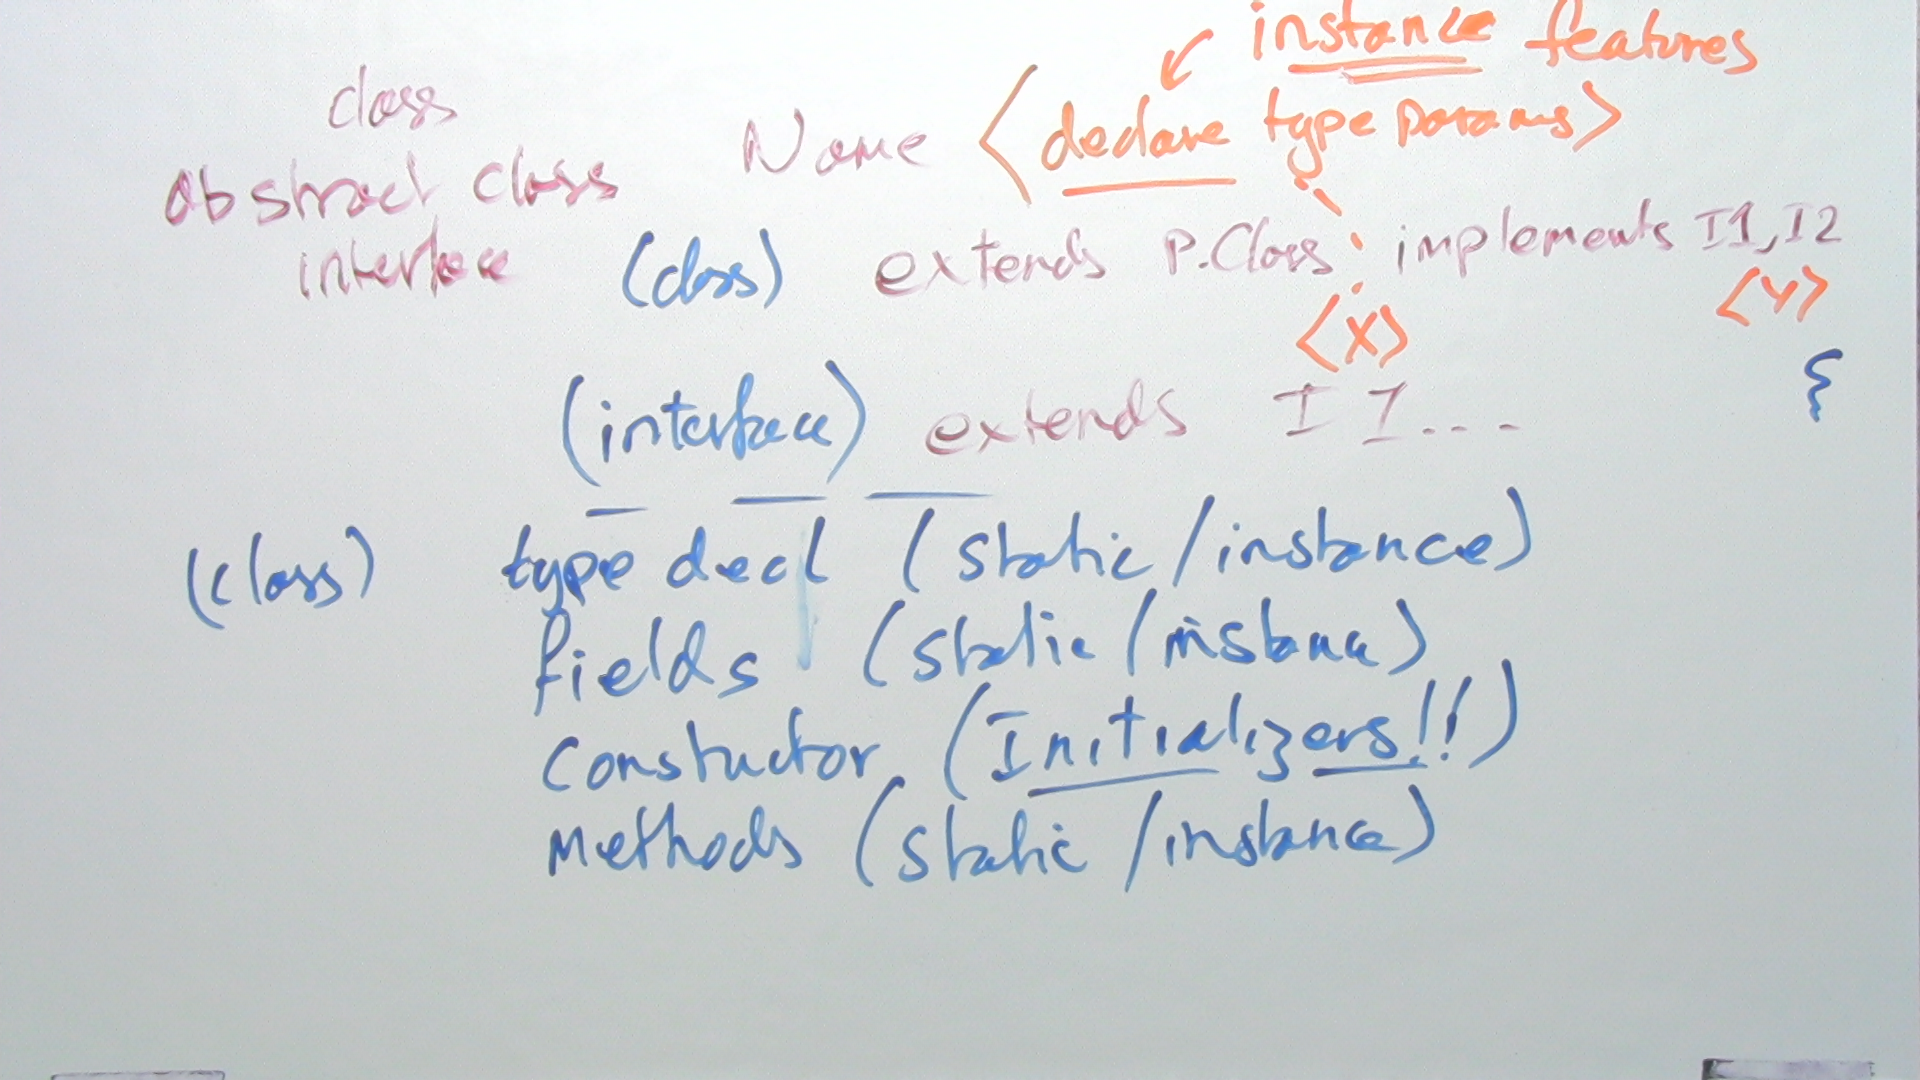 instance features
class
Name <declare type params>
abstract class
interface
(class) extends P.Class implements I1, I2
<X> <Y>
{
(interface) extends I1...
(class) type decl (static/instance)
fields (static/instance)
constuctor (Initializers!!)
Methods (static/instance)